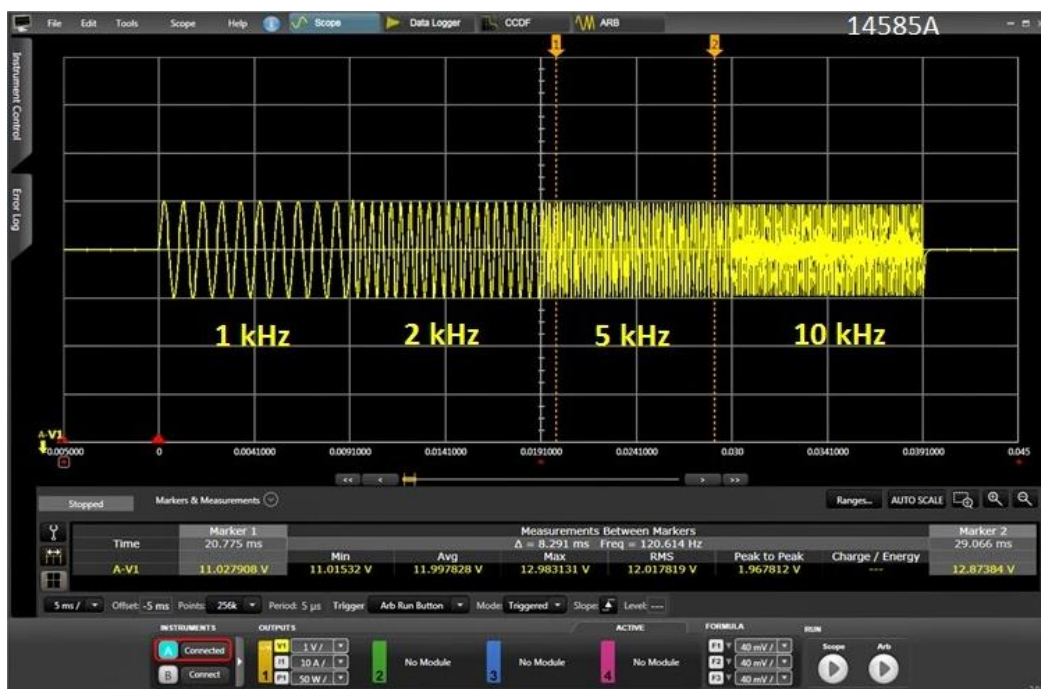 File Edit Tools Scope Help Scope Data Logger CCDF ARB 14585A
Instrument Control
Error Log
1 2
1 kHz 2 kHz 5 kHz 10 kHz
A-V1
-0.005000 0 0.0041000 0.0091000 0.0141000 0.0191000 0.0241000 0.030 0.0341000 0.0391000 0.045
<< < > >>
Stopped Markers & Measurements Ranges... AUTO SCALE
Marker 1 Measurements Between Markers Marker 2
Time 20.775 ms Δ = 8.291 ms Freq = 120.614 Hz 29.066 ms
Min Avg Max RMS Peak to Peak Charge / Energy
A-V1 11.027908 V 11.01532 V 11.997828 V 12.983131 V 12.017819 V 1.967812 V --- 12.87384 V
5 ms / Offset: -5 ms Points: 256k Period: 5 µs Trigger Arb Run Button Mode: Triggered Slope: Level: ---
INSTRUMENTS OUTPUTS ACTIVE FORMULA RUN
A Connected
B Connect
1 V1 1 V /
I1 10 A /
P1 50 W /
2 No Module 3 No Module 4 No Module
F1 40 mV /
F2 40 mV /
F3 40 mV /
Scope Arb